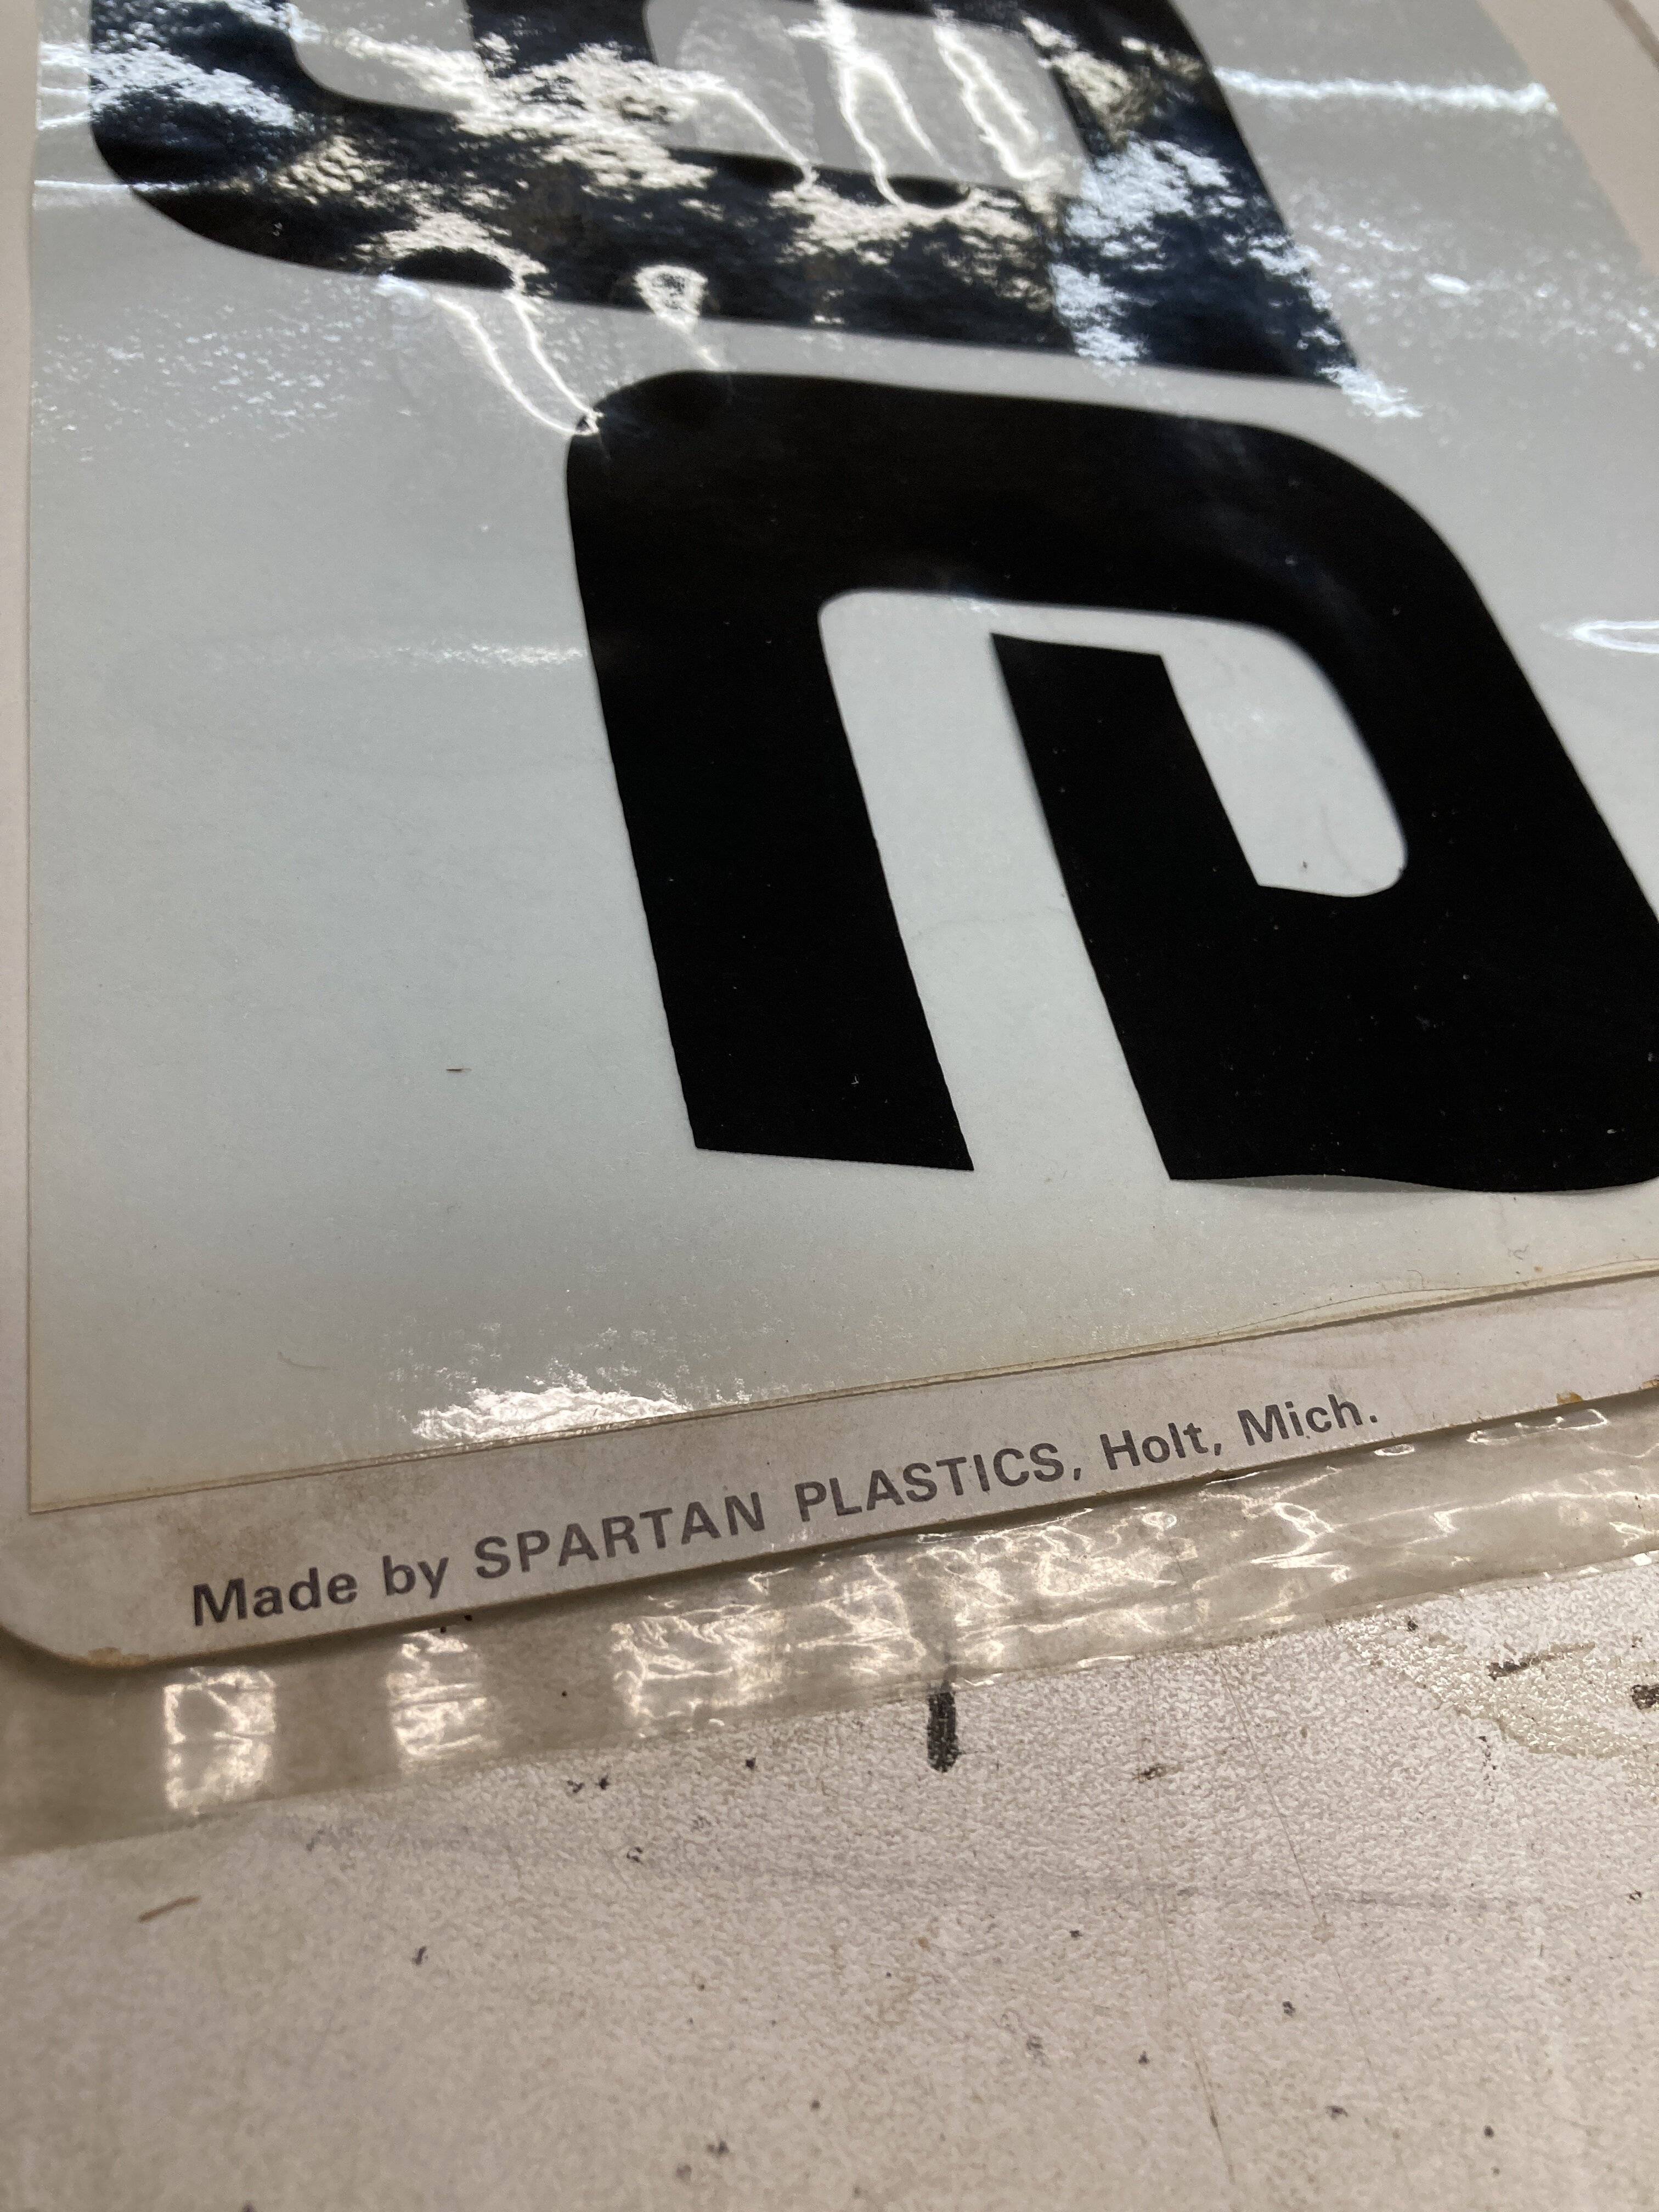 Made by SPARTAN PLASTICS, Holt, Mich.